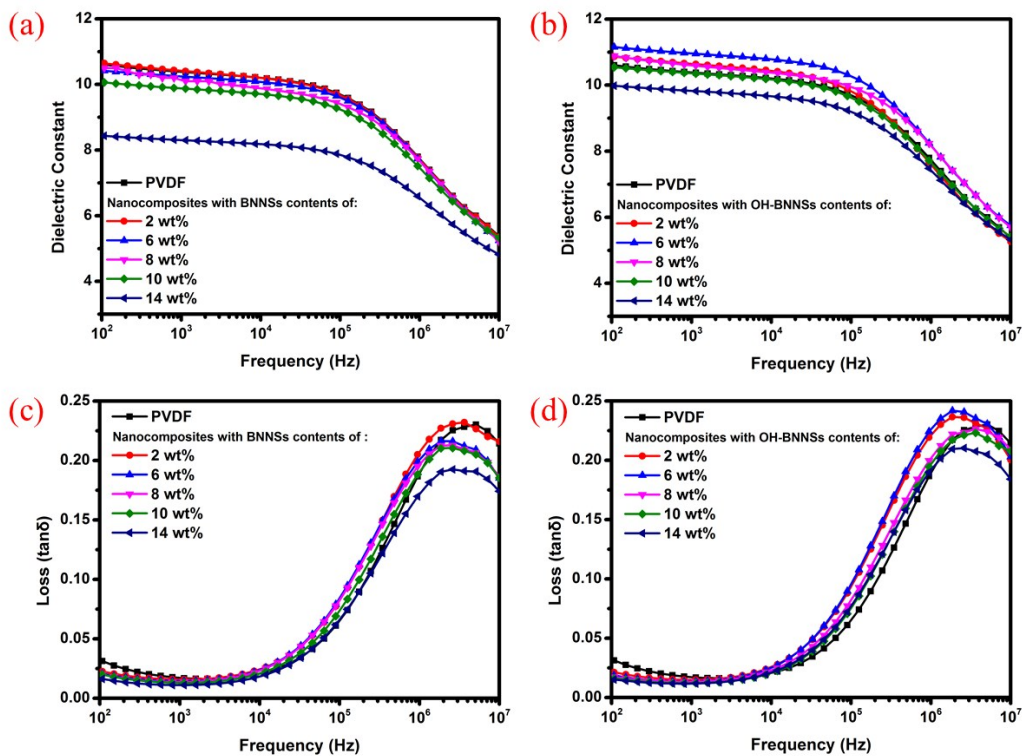 (a)
12
10
8
6
4
Dielectric Constant
PVDF
Nanocomposites with BNNSs contents of:
2 wt%
6 wt%
8 wt%
10 wt%
14 wt%
10² 10³ 10⁴ 10⁵ 10⁶ 10⁷
Frequency (Hz)
(b)
12
10
8
6
4
Dielectric Constant
PVDF
Nanocomposites with OH-BNNSs contents of:
2 wt%
6 wt%
8 wt%
10 wt%
14 wt%
10² 10³ 10⁴ 10⁵ 10⁶ 10⁷
Frequency (Hz)
(c)
0.25
0.20
0.15
0.10
0.05
0.00
Loss (tanδ)
PVDF
Nanocomposites with BNNSs contents of :
2 wt%
6 wt%
8 wt%
10 wt%
14 wt%
10² 10³ 10⁴ 10⁵ 10⁶ 10⁷
Frequency (Hz)
(d)
0.25
0.20
0.15
0.10
0.05
0.00
Loss (tanδ)
PVDF
Nanocomposites with OH-BNNSs contents of:
2 wt%
6 wt%
8 wt%
10 wt%
14 wt%
10² 10³ 10⁴ 10⁵ 10⁶ 10⁷
Frequency (Hz)